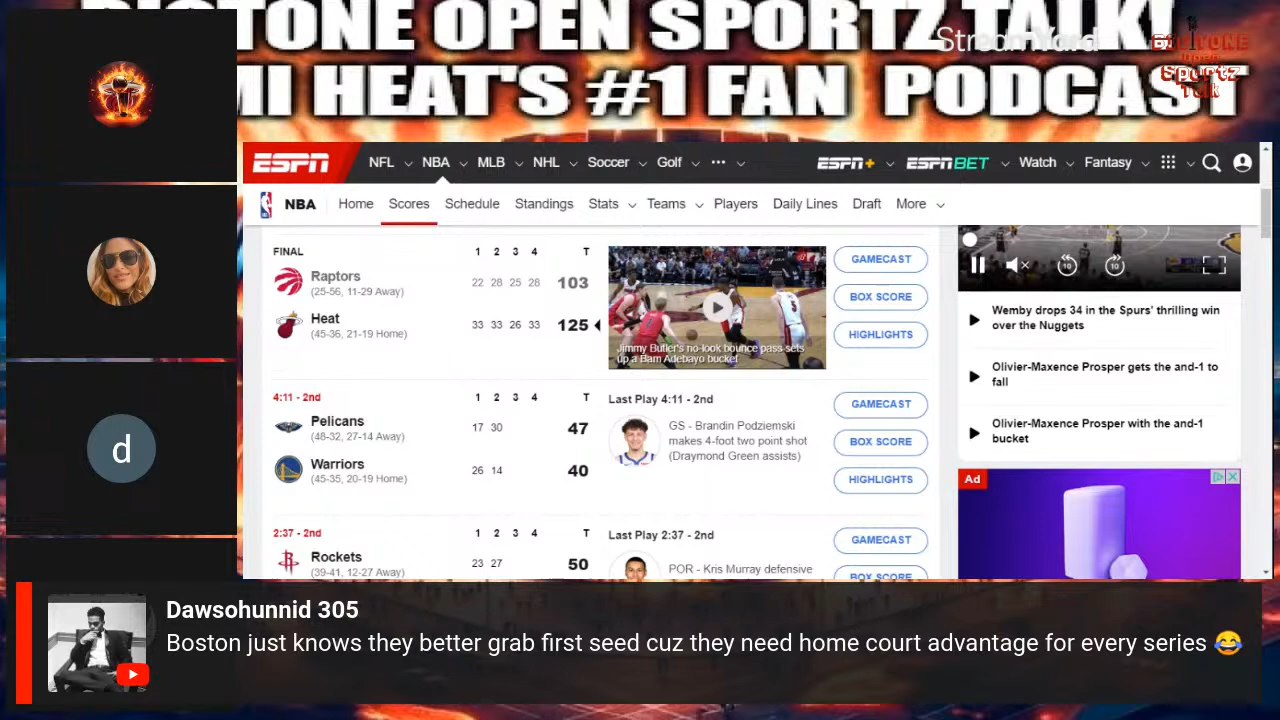 BIGTONE OPEN SPORTZ TALK!
MI HEAT'S #1 FAN PODCAST
StreamYard
BIGTONE
Open
Sportz
Talk
ESPN
NFL
NBA
MLB
NHL
Soccer
Golf
•••
ESPN+
ESPN BET
Watch
Fantasy
NBA
Home
Scores
Schedule
Standings
Stats
Teams
Players
Daily Lines
Draft
More
FINAL 1 2 3 4 T
Raptors 22 28 25 28 103
(25-56, 11-29 Away)
Heat 33 33 26 33 125
(45-36, 21-19 Home)
Jimmy Butler's no-look bounce pass sets
up a Bam Adebayo bucket
GAMECAST
BOX SCORE
HIGHLIGHTS
4:11 - 2nd 1 2 3 4 T
Pelicans 17 30 47
(48-32, 27-14 Away)
Warriors 26 14 40
(45-35, 20-19 Home)
Last Play 4:11 - 2nd
GS - Brandin Podziemski
makes 4-foot two point shot
(Draymond Green assists)
GAMECAST
BOX SCORE
HIGHLIGHTS
2:37 - 2nd 1 2 3 4 T
Rockets 23 27 50
(39-41, 12-27 Away)
Last Play 2:37 - 2nd
POR - Kris Murray defensive
GAMECAST
BOX SCORE
10
10
Wemby drops 34 in the Spurs' thrilling win
over the Nuggets
Olivier-Maxence Prosper gets the and-1 to
fall
Olivier-Maxence Prosper with the and-1
bucket
Ad
d
Dawsohunnid 305
Boston just knows they better grab first seed cuz they need home court advantage for every series 😂